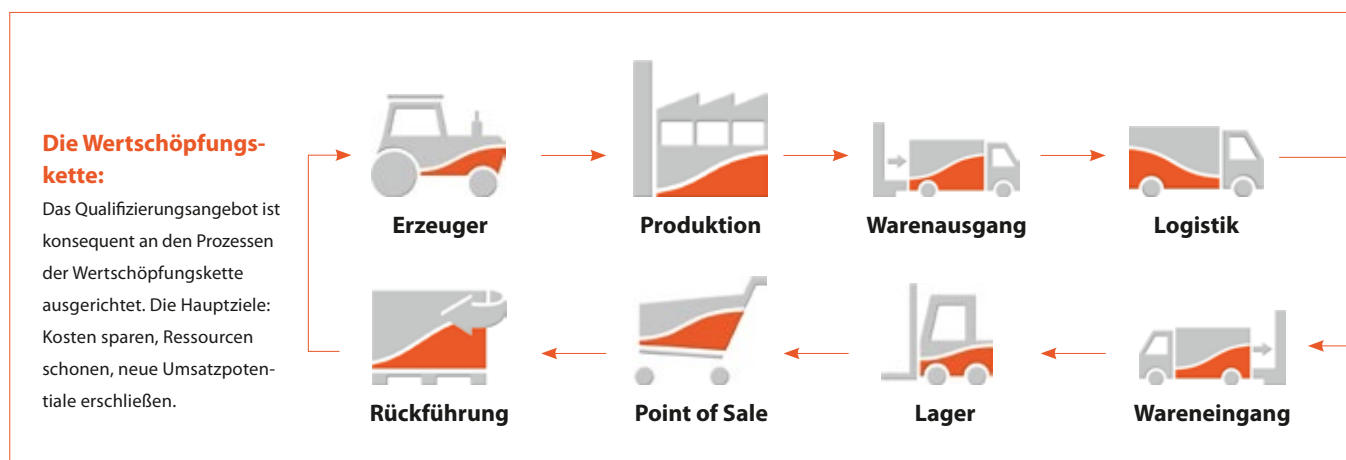 Die Wertschöpfungs-
kette:
Das Qualifizierungsangebot ist
konsequent an den Prozessen
der Wertschöpfungskette
ausgerichtet. Die Hauptziele:
Kosten sparen, Ressourcen
schonen, neue Umsatzpoten-
tiale erschließen.
Erzeuger
Produktion
Warenausgang
Logistik
Rückführung
Point of Sale
Lager
Wareneingang